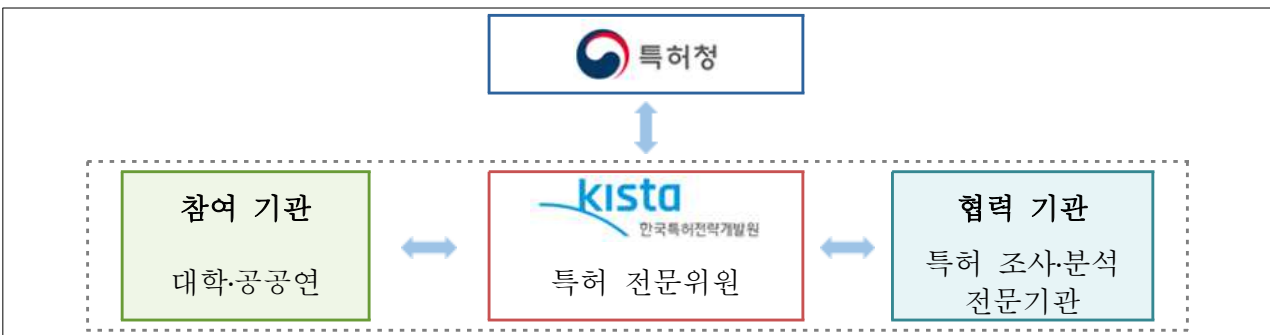 특허청
참여 기관
대학·공공연
kista
한국특허전략개발원
특허 전문위원
협력 기관
특허 조사·분석
전문기관